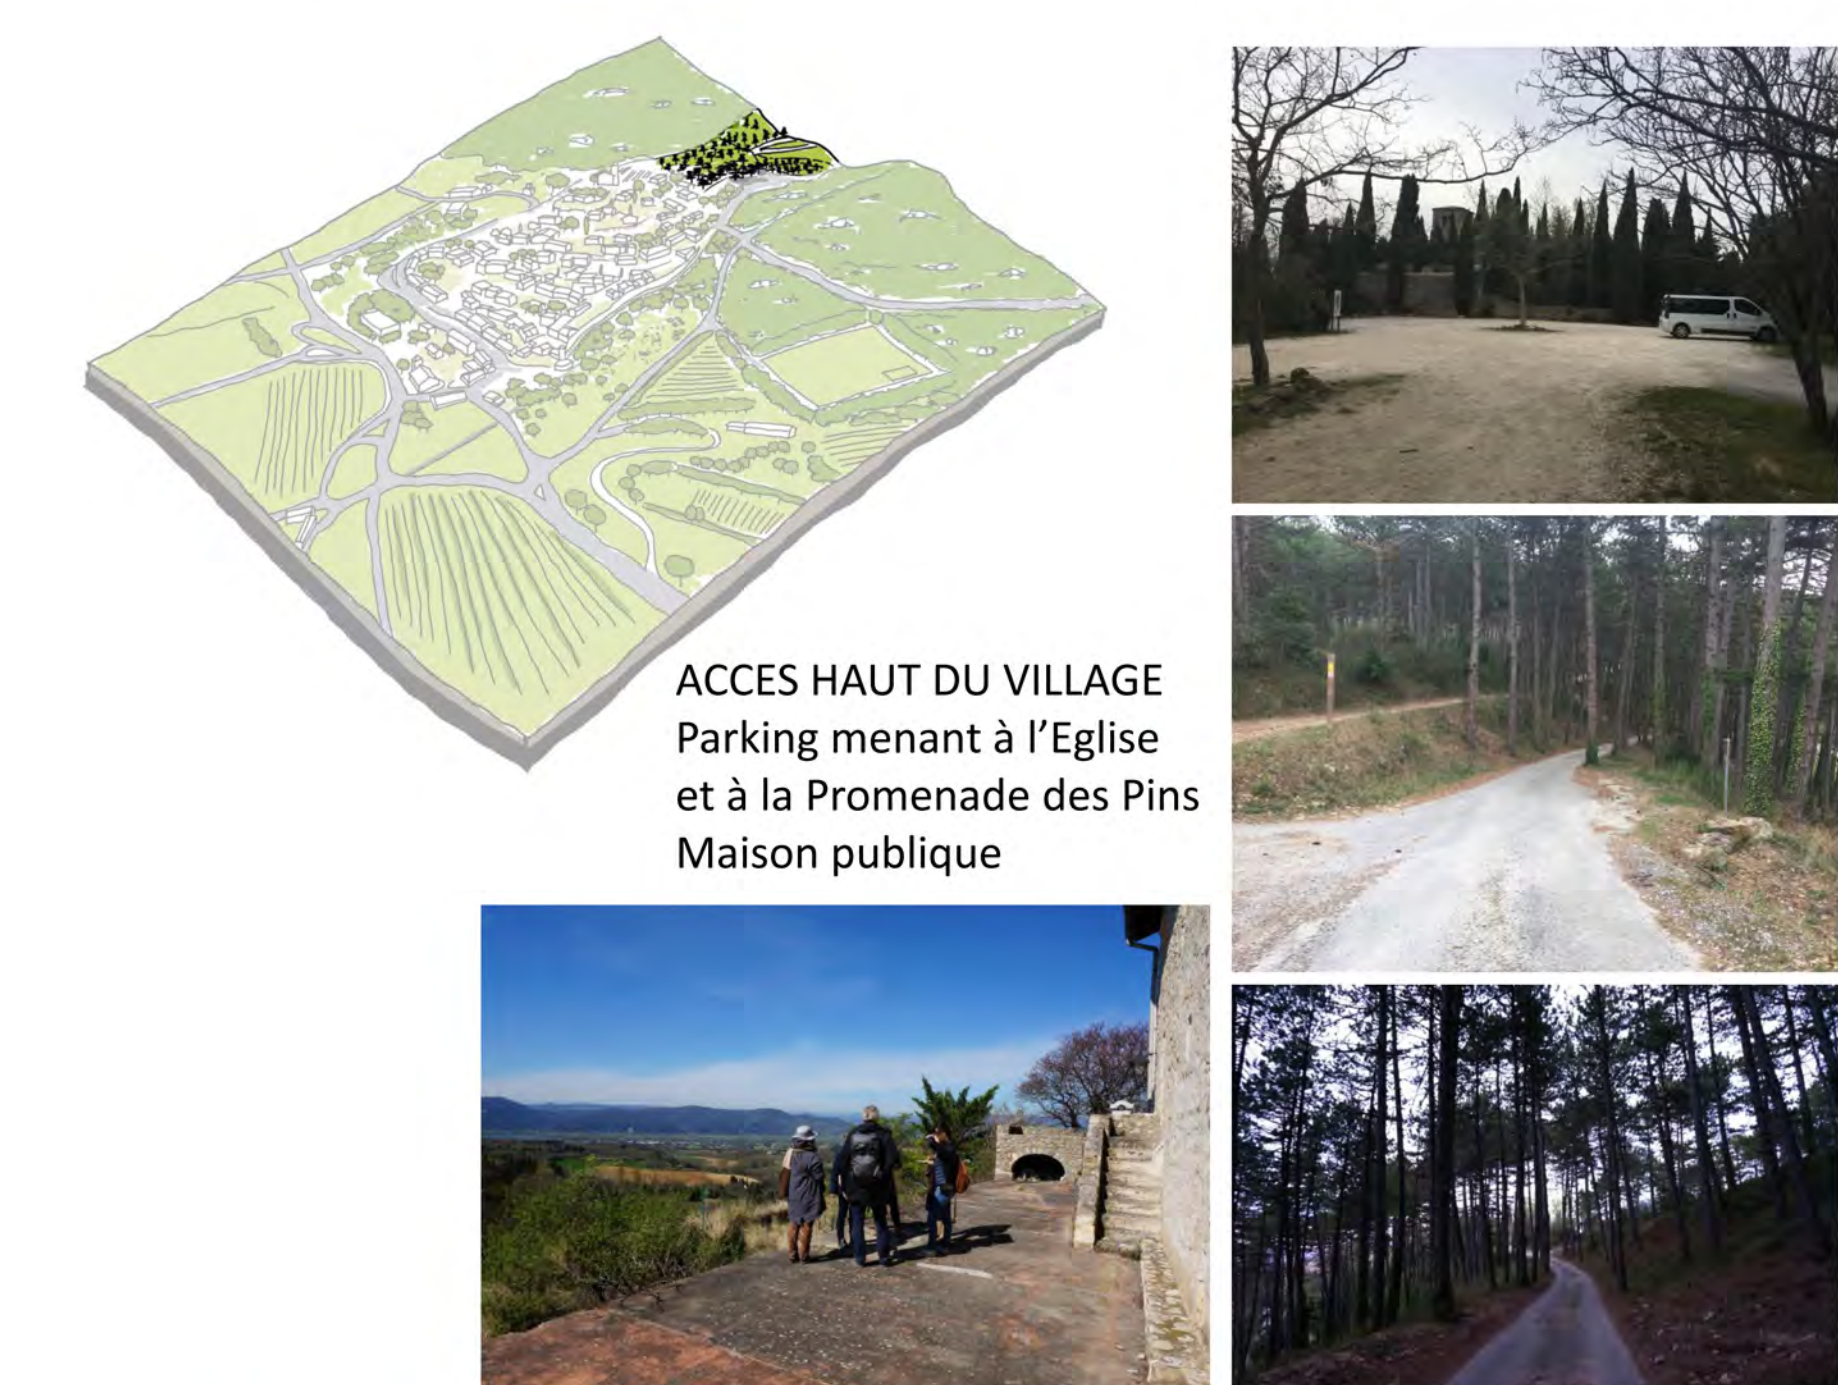 ACCES HAUT DU VILLAGE
Parking menant à l’Eglise
et à la Promenade des Pins
Maison publique